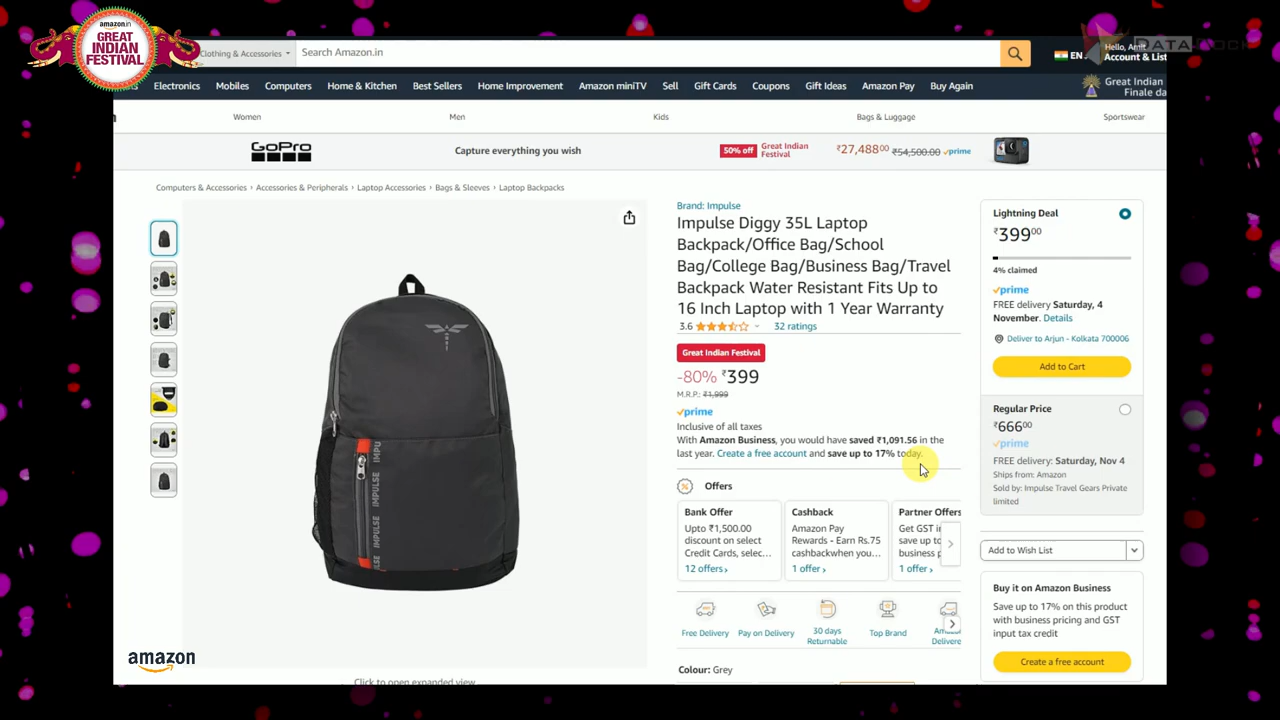 amazon.in
GREAT
INDIAN
FESTIVAL
Clothing & Accessories
Search Amazon.in
EN
Hello, Amit
Account & List
Electronics
Mobiles
Computers
Home & Kitchen
Best Sellers
Home Improvement
Amazon miniTV
Sell
Gift Cards
Coupons
Gift Ideas
Amazon Pay
Buy Again
Great Indian
Finale da
Women
Men
Kids
Bags & Luggage
Sportswear
GoPro
Capture everything you wish
50% off
Great Indian
Festival
₹27,48800 ₹54,500.00 prime
Computers & Accessories › Accessories & Peripherals › Laptop Accessories › Bags & Sleeves › Laptop Backpacks
IMPULSE
IMPULSE
Click to open expanded view
amazon
Brand: Impulse
Impulse Diggy 35L Laptop
Backpack/Office Bag/School
Bag/College Bag/Business Bag/Travel
Backpack Water Resistant Fits Up to
16 Inch Laptop with 1 Year Warranty
3.6 32 ratings
Great Indian Festival
-80% ₹399
M.R.P.: ₹1,999
prime
Inclusive of all taxes
With Amazon Business, you would have saved ₹1,091.56 in the
last year. Create a free account and save up to 17% today.
Offers
Bank Offer
Upto ₹1,500.00
discount on select
Credit Cards, selec...
12 offers ›
Cashback
Amazon Pay
Rewards - Earn Rs.75
cashbackwhen you...
1 offer ›
Partner Offers
Get GST in
save up to
business p
1 offer ›
Free Delivery
Pay on Delivery
30 days
Returnable
Top Brand
Amaz
Delivere
Colour: Grey
Lightning Deal
₹39900
4% claimed
prime
FREE delivery Saturday, 4
November. Details
Deliver to Arjun - Kolkata 700006
Add to Cart
Regular Price
₹66600
prime
FREE delivery: Saturday, Nov 4
Ships from: Amazon
Sold by: Impulse Travel Gears Private
limited
Add to Wish List
Buy it on Amazon Business
Save up to 17% on this product
with business pricing and GST
input tax credit
Create a free account